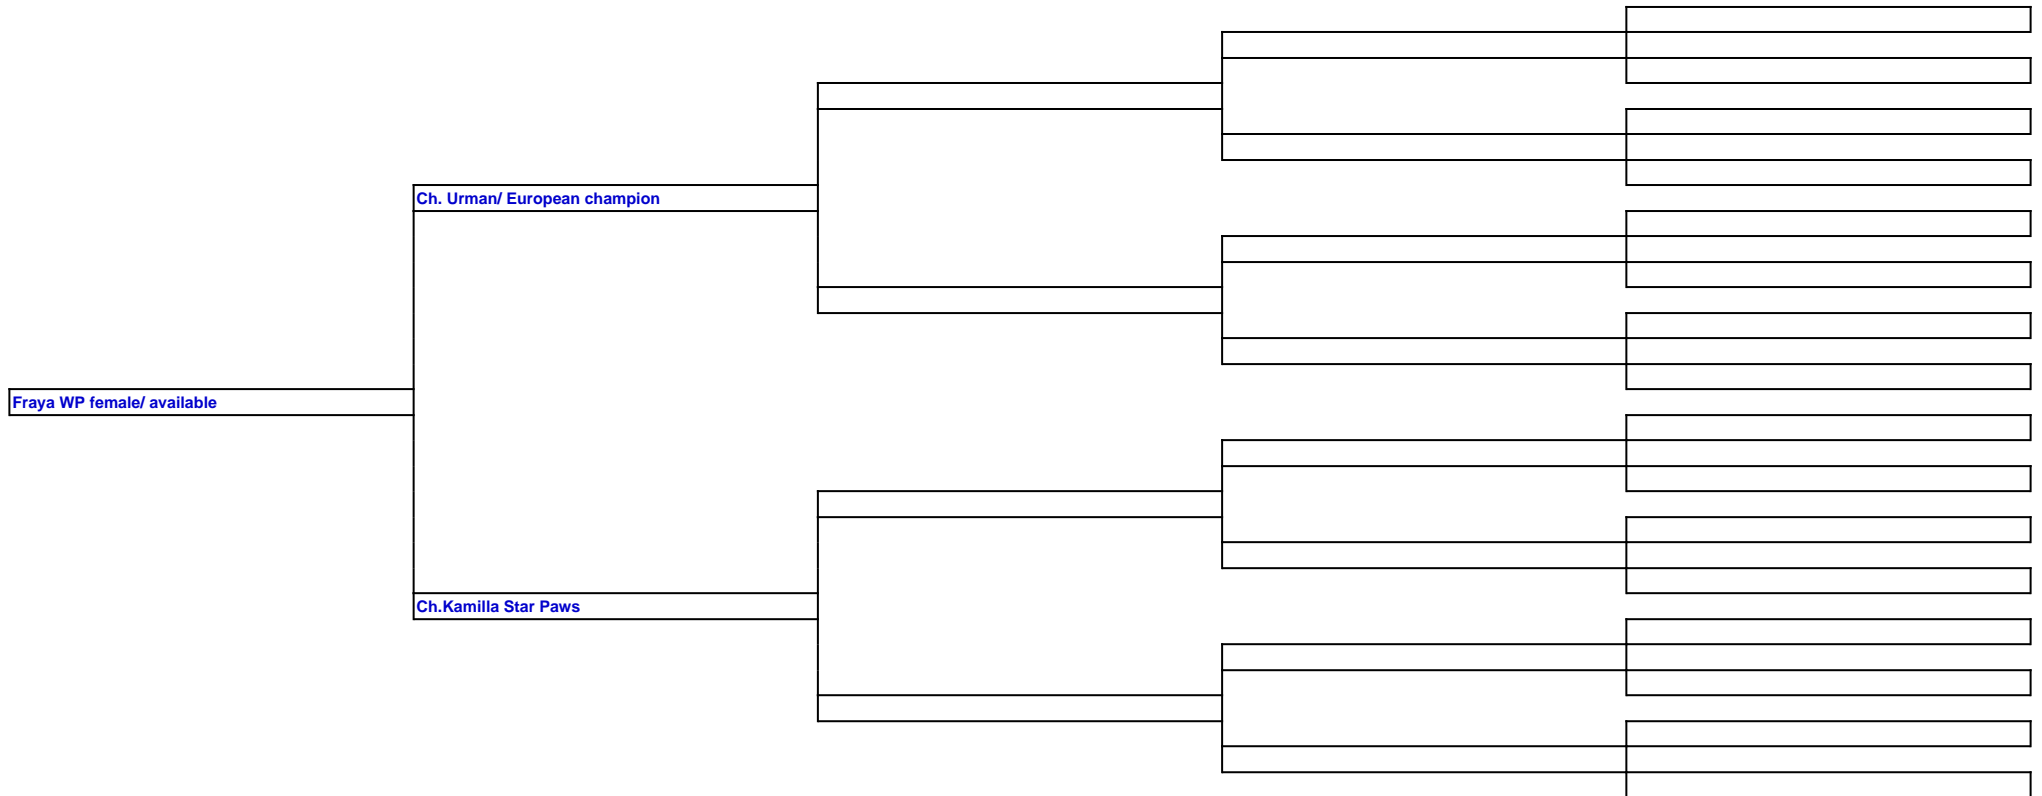 Ch. Urman/ European champion
Fraya WP female/ available
Ch.Kamilla Star Paws